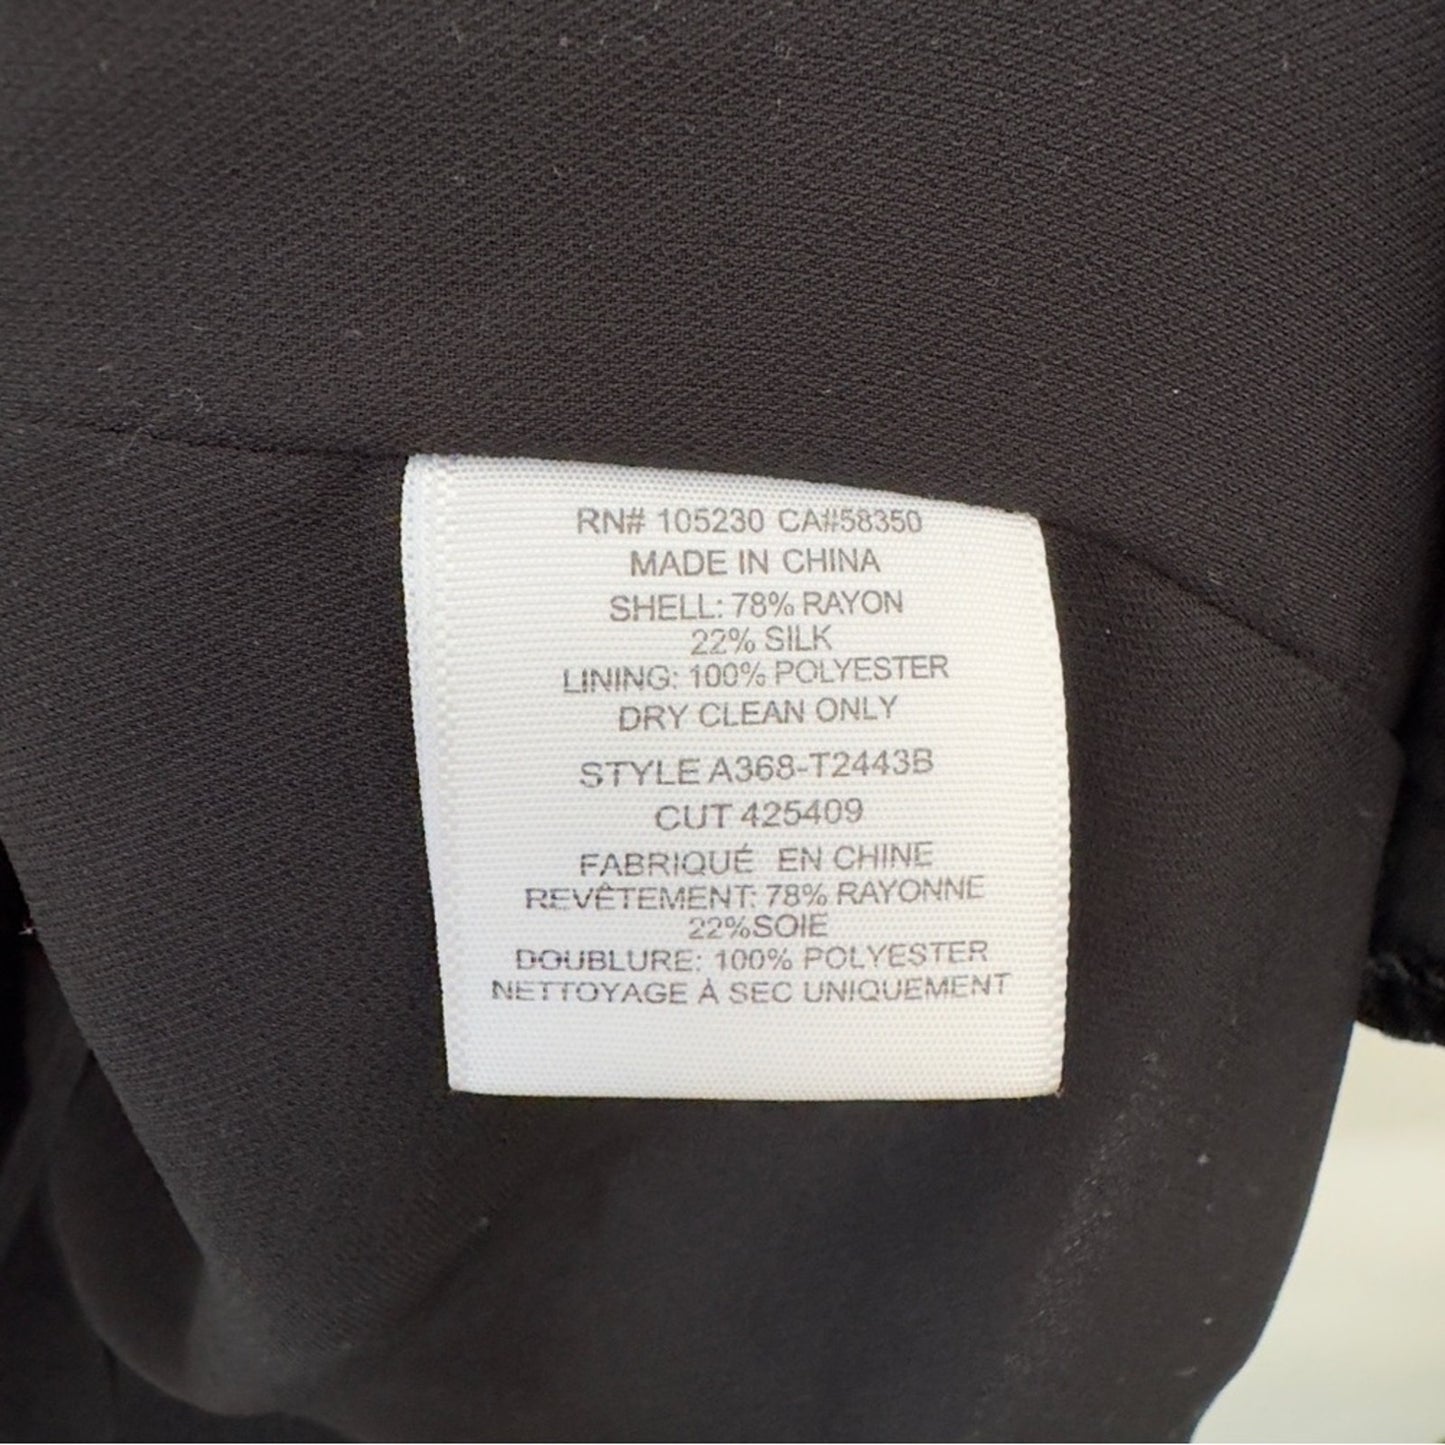 RN# 105230 CA#58350
MADE IN CHINA
SHELL: 78% RAYON
22% SILK
LINING: 100% POLYESTER
DRY CLEAN ONLY
STYLE A368-T2443B
CUT 425409
FABRIQUÉ EN CHINE
REVÊTEMENT: 78% RAYONNE
22%SOIE
DOUBLURE: 100% POLYESTER
NETTOYAGE À SEC UNIQUEMENT